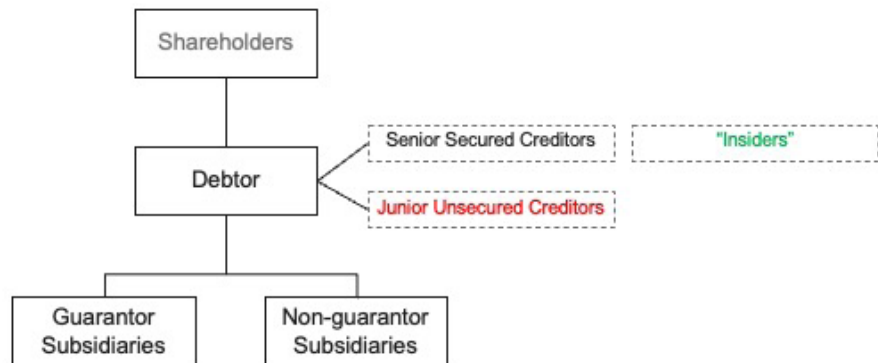 Shareholders
Senior Secured Creditors
“Insiders”
Debtor
Junior Unsecured Creditors
Guarantor
Subsidiaries
Non-guarantor
Subsidiaries